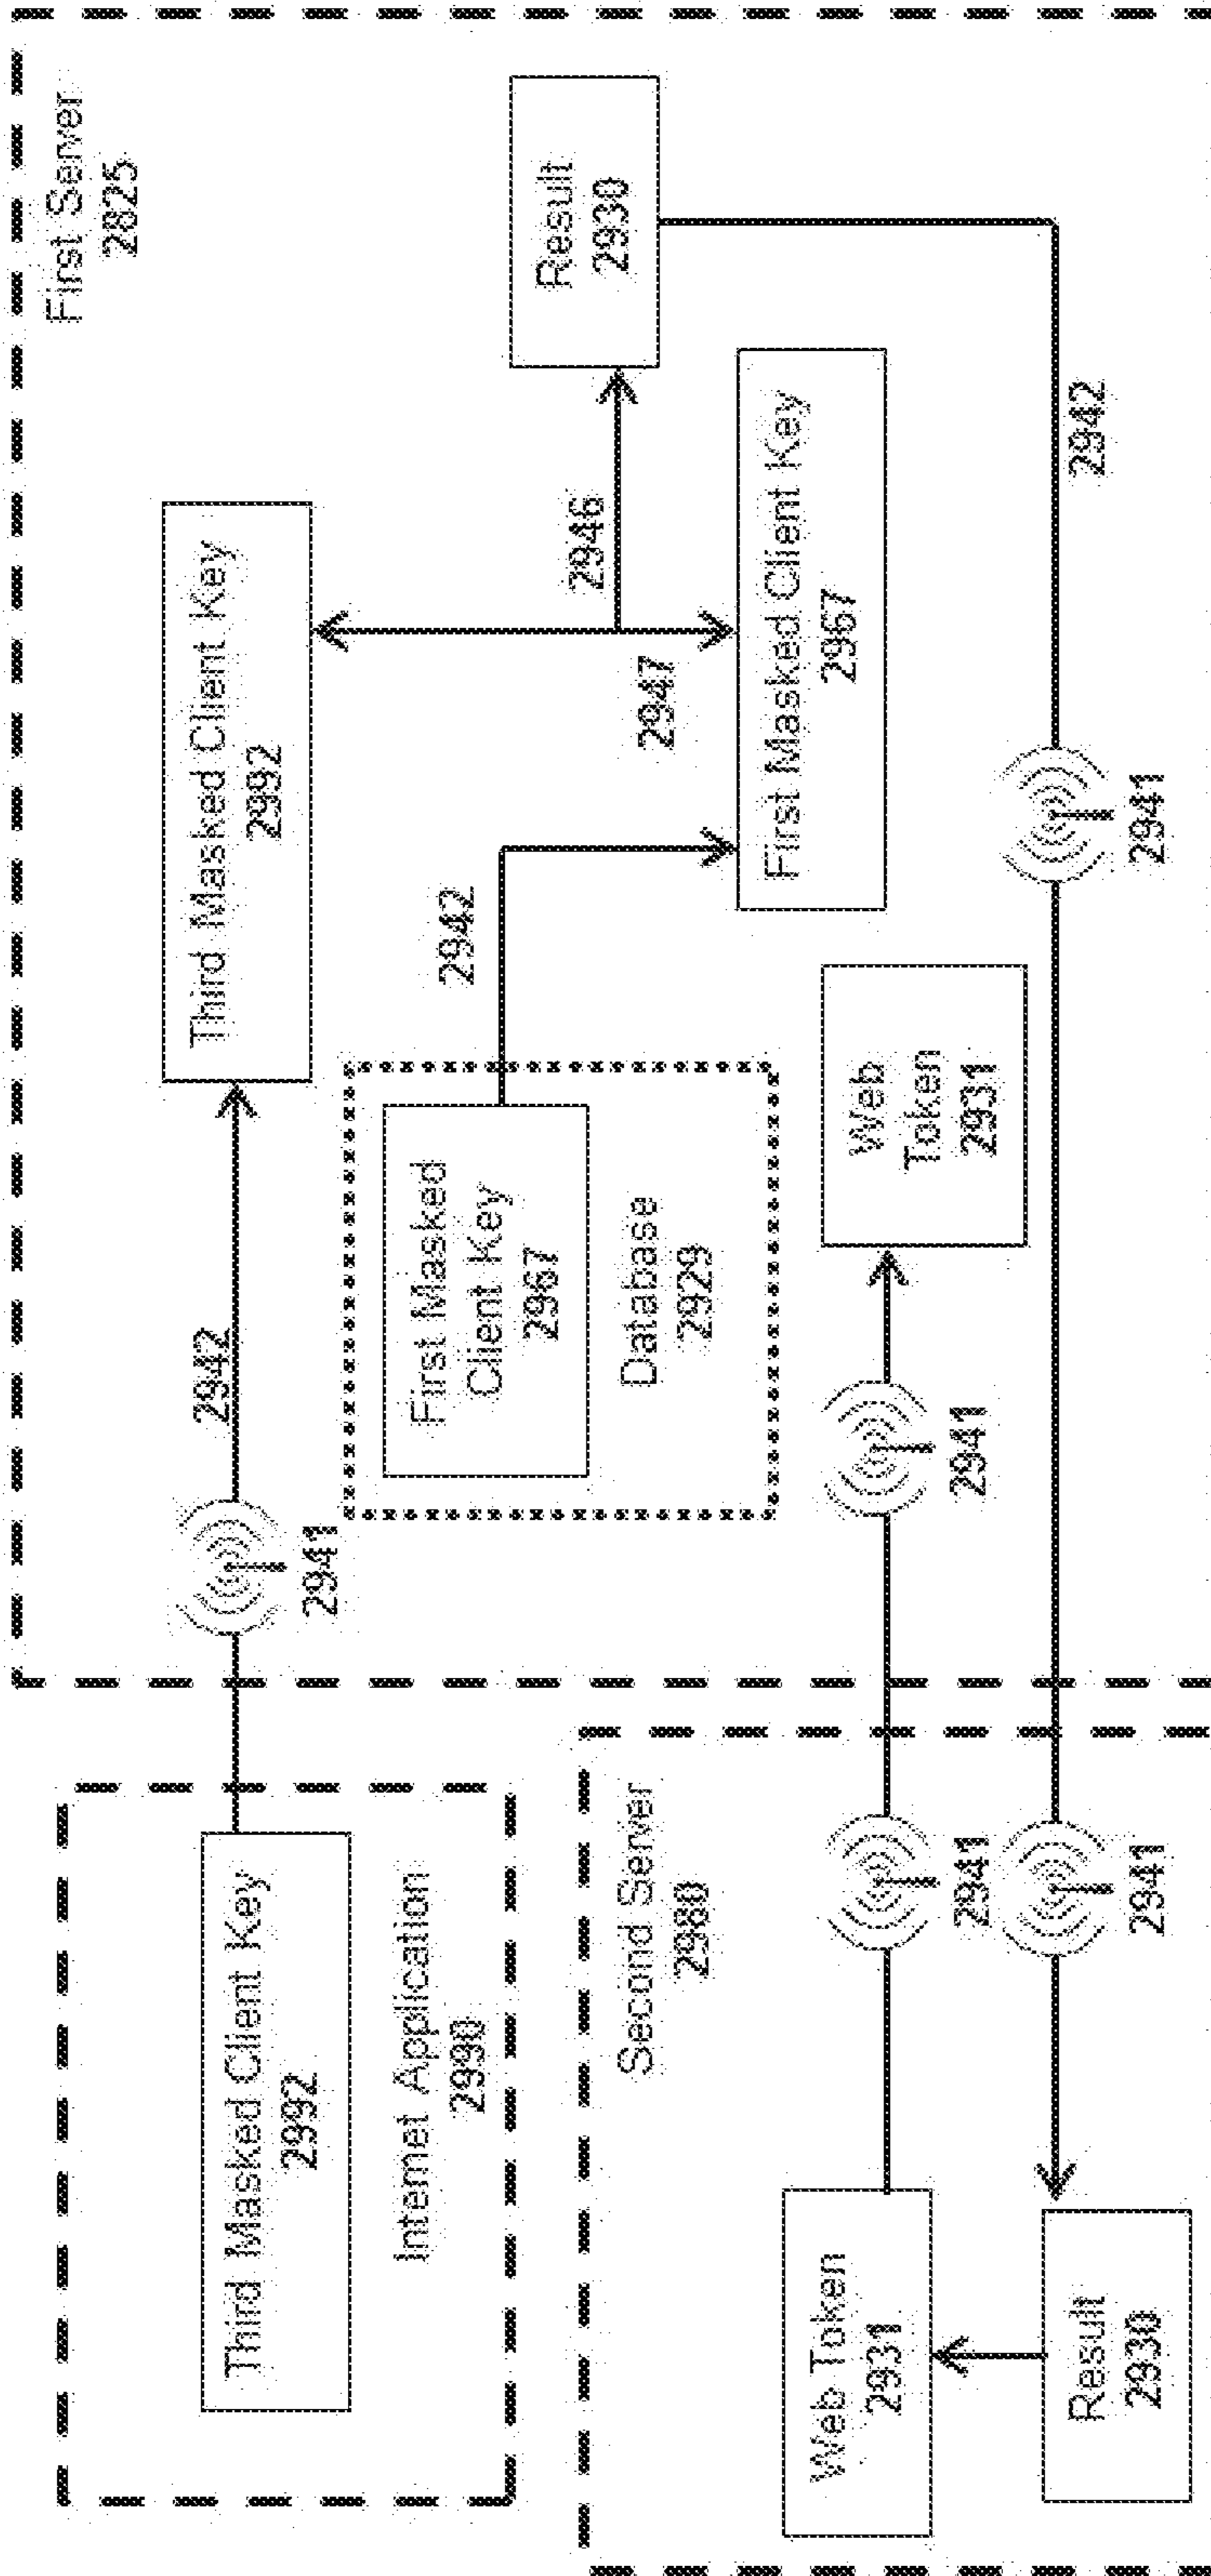 Third Masked Client Key
2992
Internet Application
2990
2941
2942
Third Masked Client Key
2992
First Server
2825
First Masked
Client Key
2967
Database
2929
2942
2947
2946
First Masked Client Key
2967
Result
2930
Second Server
2980
Web Token
2931
2941
2941
Web
Token
2931
Result
2930
2941
2941
2942